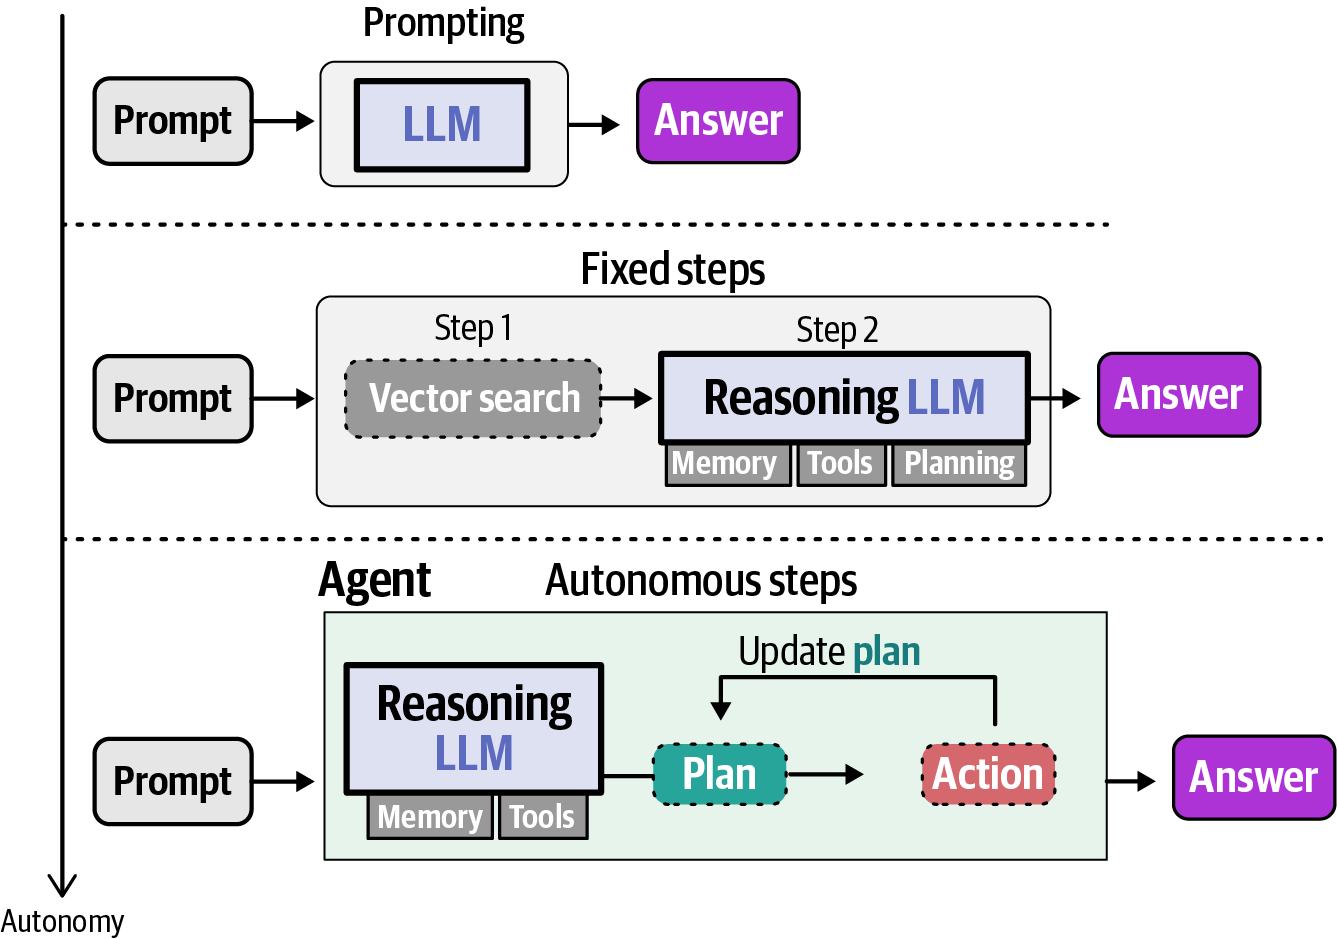 Prompting
Prompt
LLM
Answer
Fixed steps
Step 1
Step 2
Prompt
Vector search
Reasoning LLM
Answer
Memory
Tools
Planning
Agent
Autonomous steps
Update plan
Reasoning
LLM
Prompt
Plan
Action
Answer
Memory
Tools
Autonomy